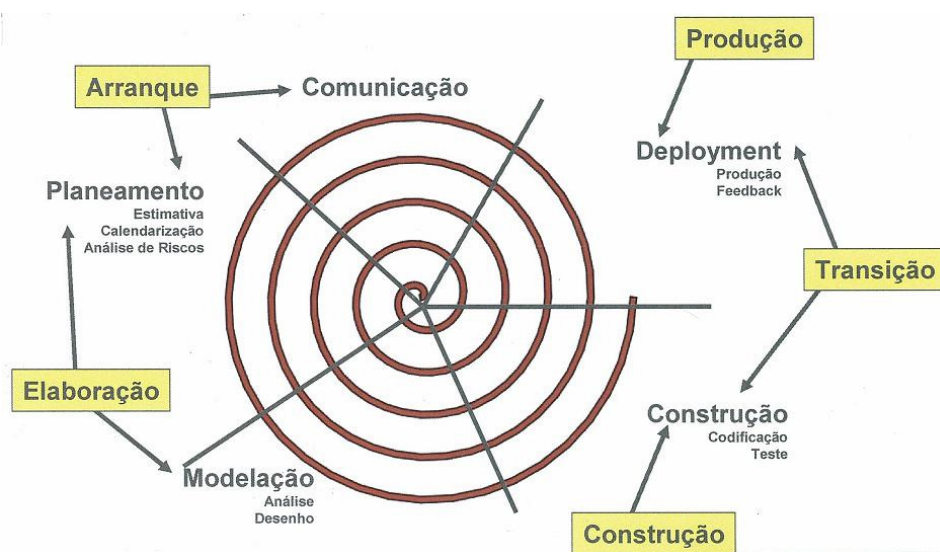 Produção
Arranque
Comunicação
Deployment
Produção
Feedback
Planeamento
Estimativa
Calendarização
Análise de Riscos
Transição
Elaboração
Construção
Codificação
Teste
Modelação
Análise
Desenho
Construção